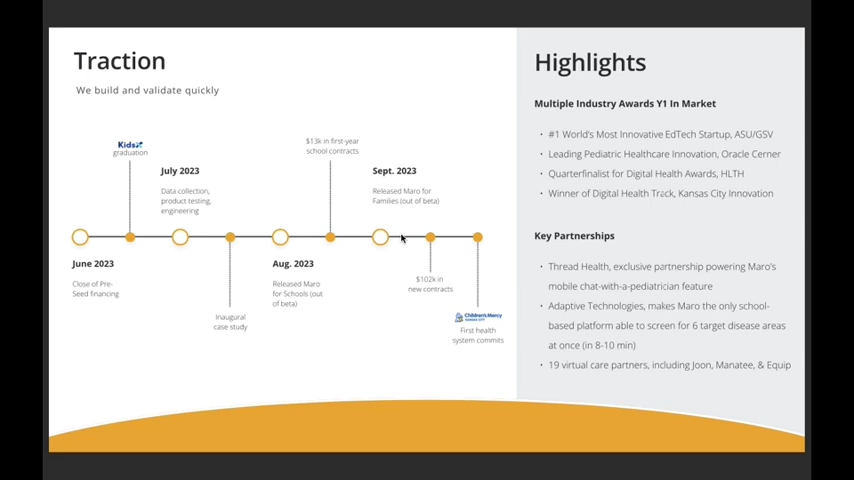 Traction
We build and validate quickly
KidsX
graduation
July 2023
Data collection,
product testing,
engineering
$13k in first-year
school contracts
Sept. 2023
Released Maro for
Families (out of beta)
June 2023
Close of Pre-
Seed financing
Inaugural
case study
Aug. 2023
Released Maro
for Schools (out
of beta)
$102k in
new contracts
Children's Mercy
KANSAS CITY
First health
system commits
Highlights
Multiple Industry Awards Y1 In Market
• #1 World's Most Innovative EdTech Startup, ASU/GSV
• Leading Pediatric Healthcare Innovation, Oracle Cerner
• Quarterfinalist for Digital Health Awards, HLTH
• Winner of Digital Health Track, Kansas City Innovation
Key Partnerships
• Thread Health, exclusive partnership powering Maro's
mobile chat-with-a-pediatrician feature
• Adaptive Technologies, makes Maro the only school-
based platform able to screen for 6 target disease areas
at once (in 8-10 min)
• 19 virtual care partners, including Joon, Manatee, & Equip